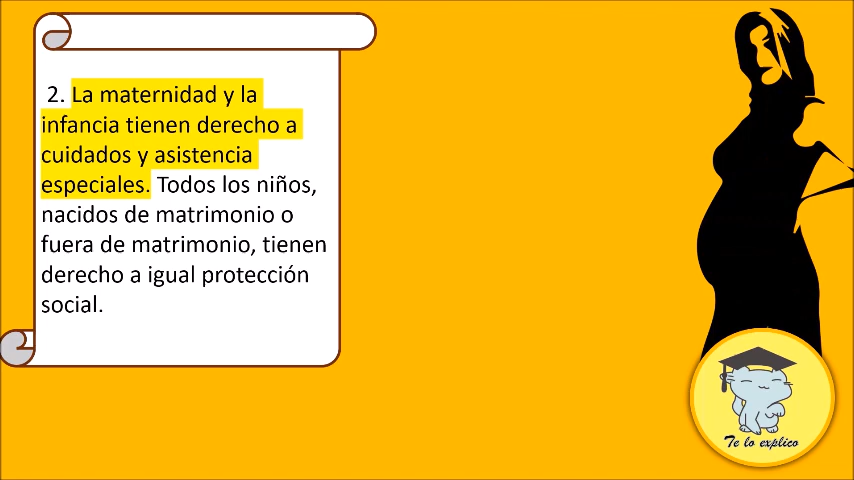 2. La maternidad y la
infancia tienen derecho a
cuidados y asistencia
especiales. Todos los niños,
nacidos de matrimonio o
fuera de matrimonio, tienen
derecho a igual protección
social.
Te lo explico